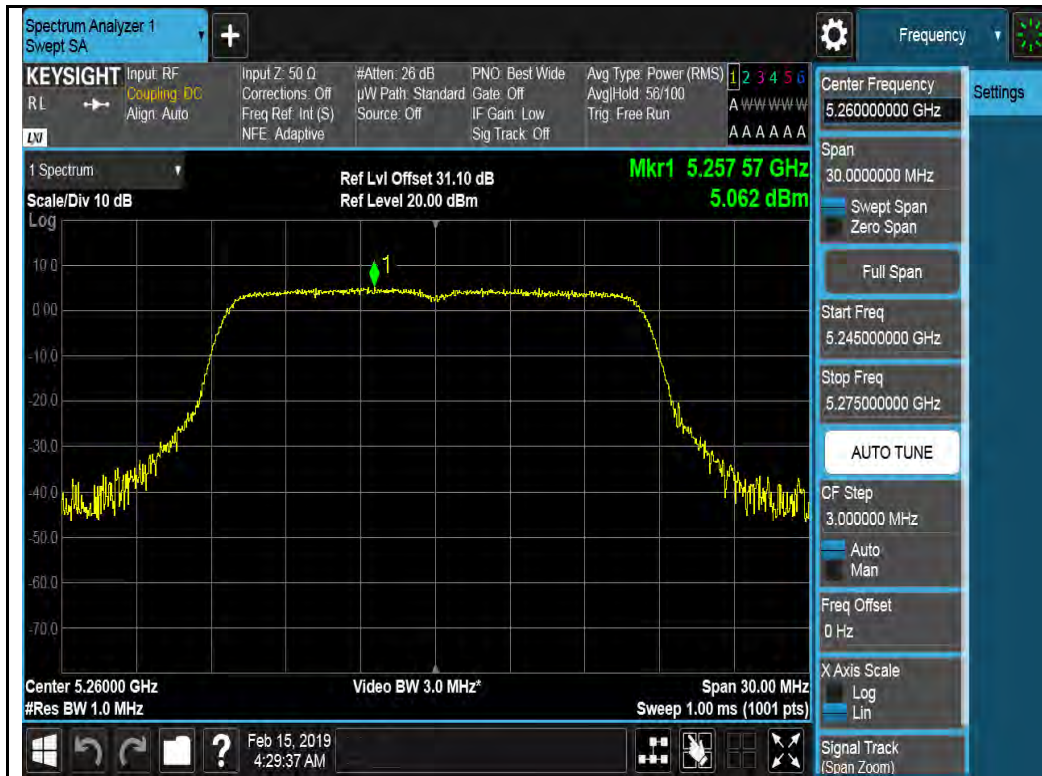 Spectrum Analyzer 1
Swept SA
+
Frequency
KEYSIGHT
RL
LXI
Input: RF
Coupling: DC
Align: Auto
Input Z: 50 Ω
Corrections: Off
Freq Ref: Int (S)
NFE: Adaptive
#Atten: 26 dB
µW Path: Standard
Source: Off
PNO: Best Wide
Gate: Off
IF Gain: Low
Sig Track: Off
Avg Type: Power (RMS)
Avg|Hold: 56/100
Trig: Free Run
1 2 3 4 5 6
A W W W W W
A A A A A A
1 Spectrum
Scale/Div 10 dB
Ref Lvl Offset 31.10 dB
Ref Level 20.00 dBm
Mkr1 5.257 57 GHz
5.062 dBm
Log
10.0
0.00
-10.0
-20.0
-30.0
-40.0
-50.0
-60.0
-70.0
1
Center 5.26000 GHz
#Res BW 1.0 MHz
Video BW 3.0 MHz*
Span 30.00 MHz
Sweep 1.00 ms (1001 pts)
?
Feb 15, 2019
4:29:37 AM
Center Frequency
5.260000000 GHz
Span
30.0000000 MHz
Swept Span
Zero Span
Full Span
Start Freq
5.245000000 GHz
Stop Freq
5.275000000 GHz
AUTO TUNE
CF Step
3.000000 MHz
Auto
Man
Freq Offset
0 Hz
X Axis Scale
Log
Lin
Signal Track
(Span Zoom)
Settings